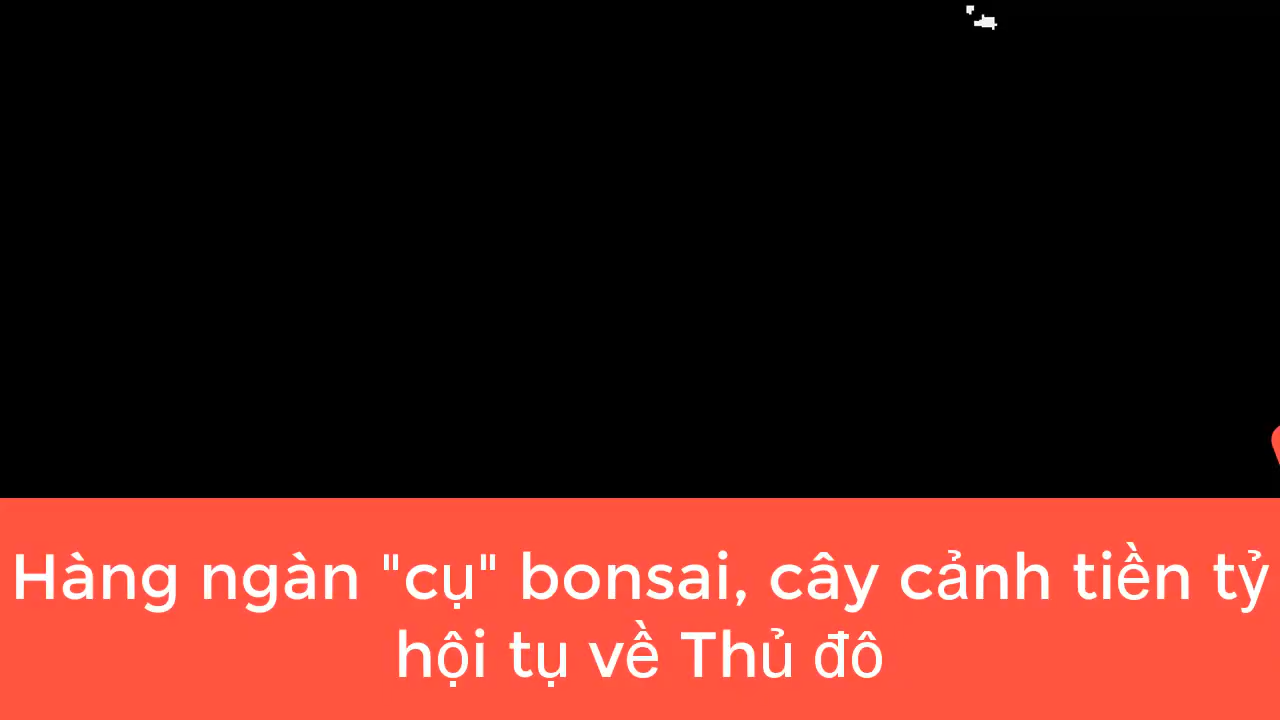 Hàng ngàn "cụ" bonsai, cây cảnh tiền tỷ
hội tụ về Thủ đô